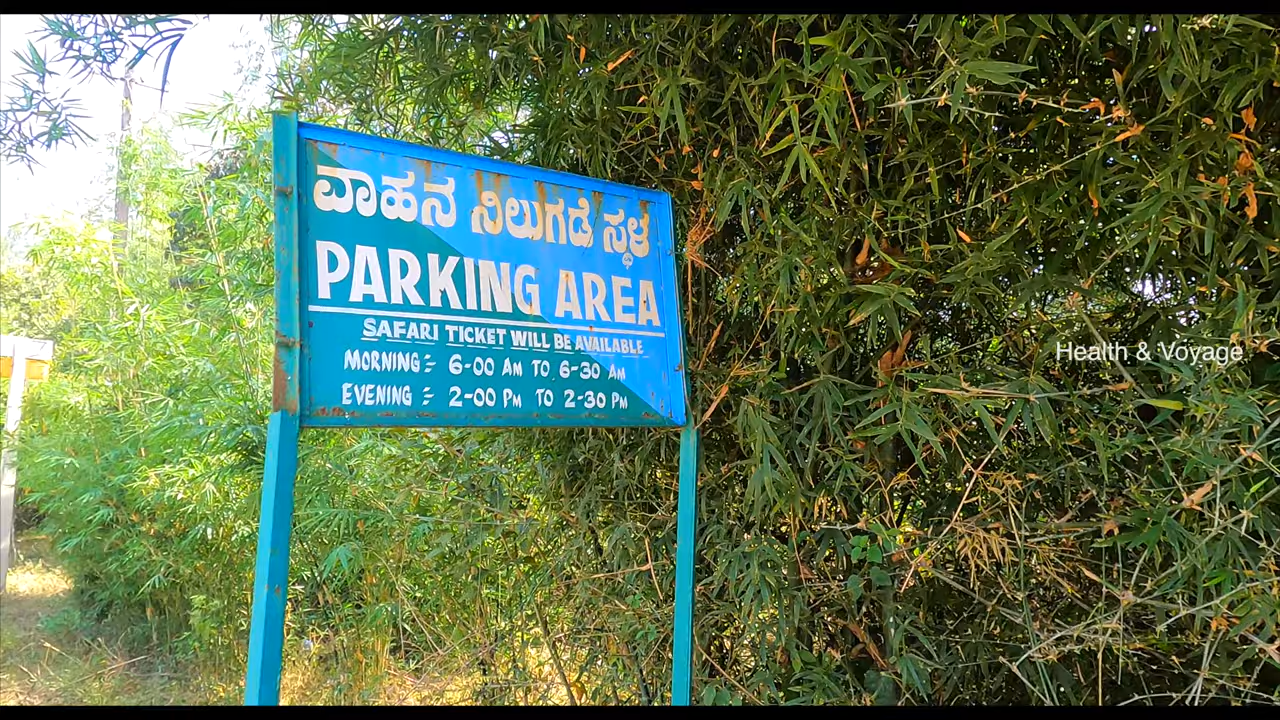 ವಾಹನ ನಿಲುಗಡೆ ಸ್ಥಳ
PARKING AREA
SAFARI TICKET WILL BE AVAILABLE
MORNING:- 6-00 AM TO 6-30 AM
EVENING :- 2-00 PM TO 2-30 PM
Health & Voyage